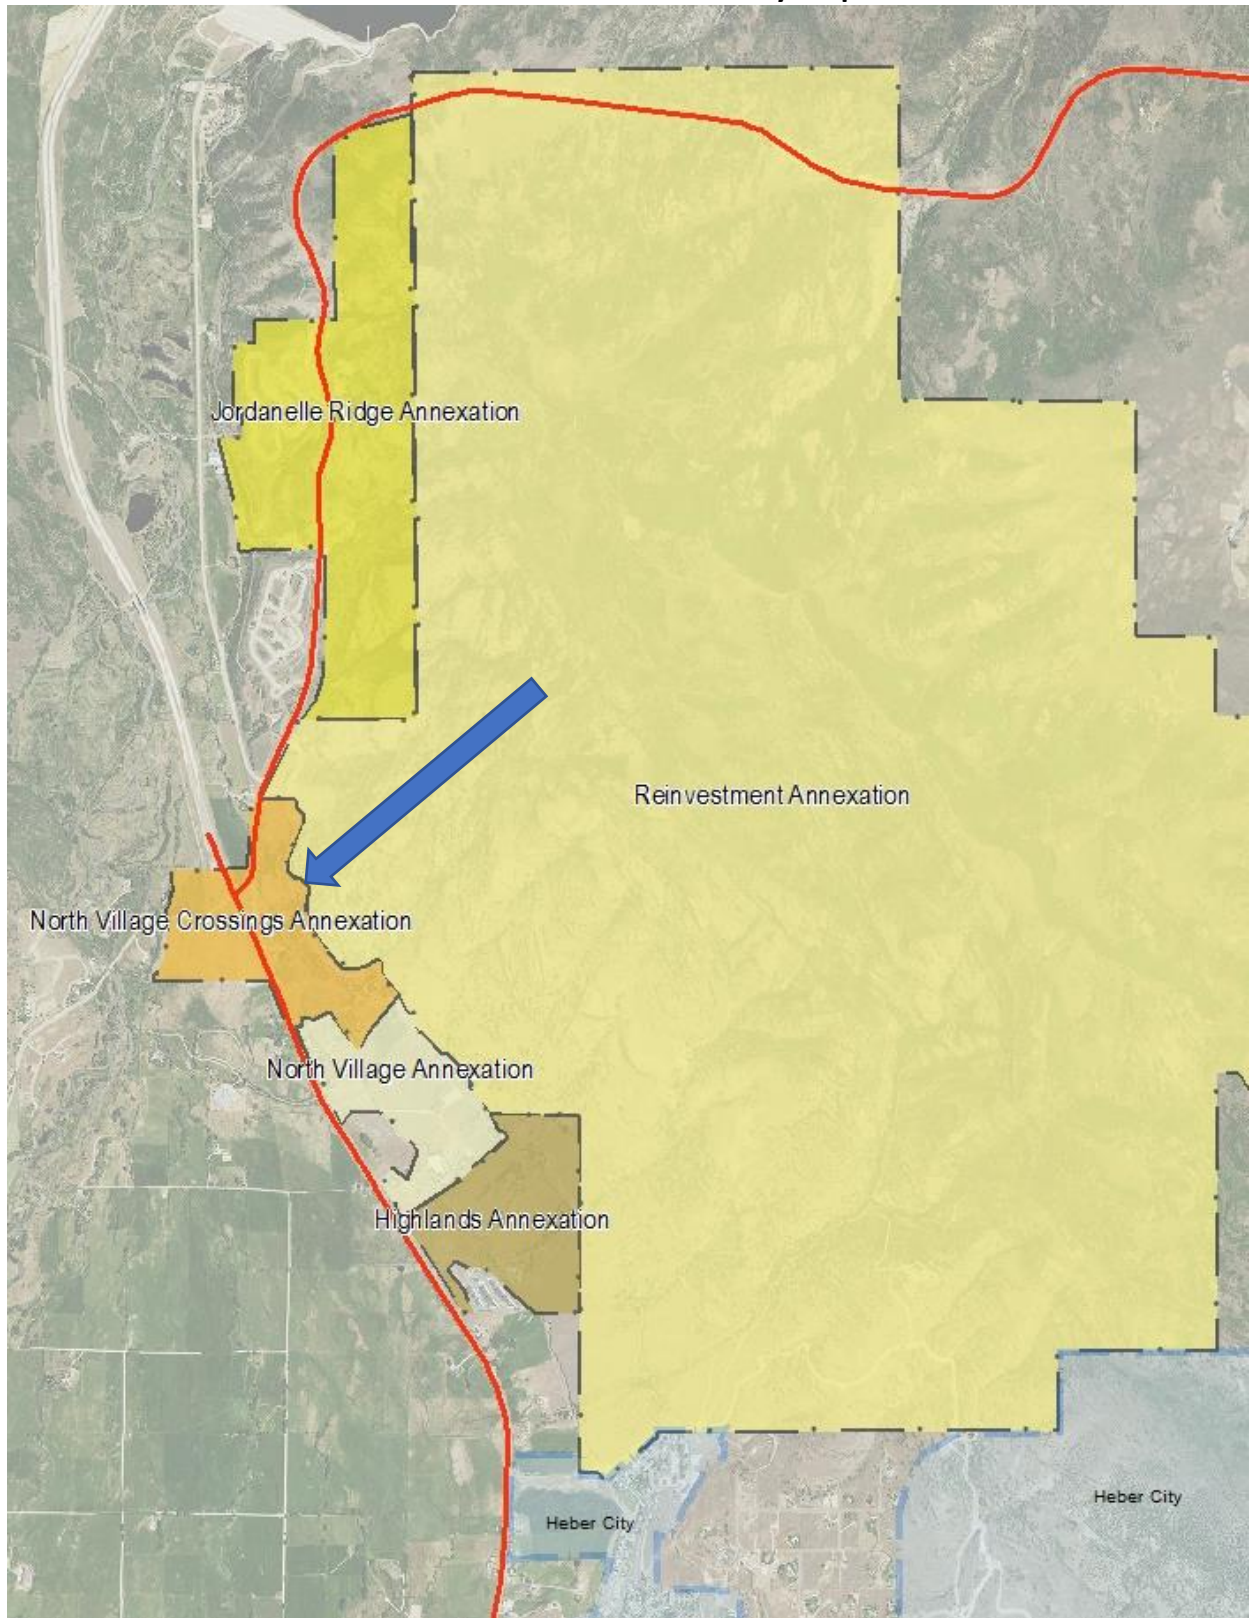 Jordanelle Ridge Annexation
Reinvestment Annexation
North Village Crossings Annexation
North Village Annexation
Highlands Annexation
Heber City
Heber City